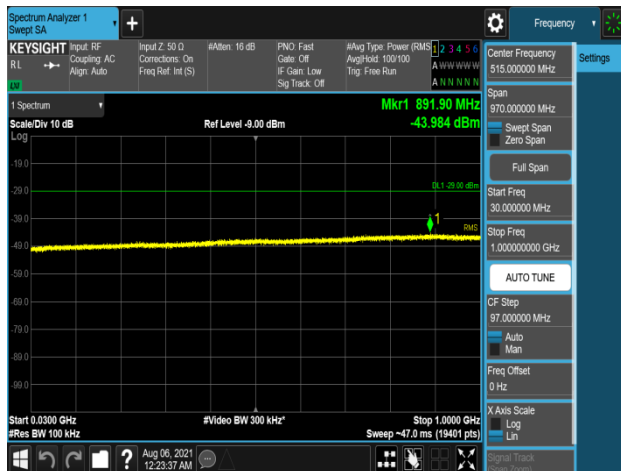 Spectrum Analyzer 1
Swept SA
Frequency
KEYSIGHT
RL
Input: RF
Coupling: AC
Align: Auto
Input Z: 50 Ω
Corrections: On
Freq Ref: Int (S)
#Atten: 16 dB
PNO: Fast
Gate: Off
IF Gain: Low
Sig Track: Off
#Avg Type: Power (RMS
Avg|Hold: 100/100
Trig: Free Run
1 2 3 4 5 6
A W W W W W
A N N N N N
Center Frequency
515.000000 MHz
Settings
Span
970.000000 MHz
Swept Span
Zero Span
Full Span
Start Freq
30.000000 MHz
Stop Freq
1.000000000 GHz
AUTO TUNE
CF Step
97.000000 MHz
Auto
Man
Freq Offset
0 Hz
X Axis Scale
Log
Lin
Signal Track
(Span Zoom)
1 Spectrum
Mkr1 891.90 MHz
Scale/Div 10 dB
Ref Level -9.00 dBm
-43.984 dBm
Log
-19.0
-29.0
DL1 -29.00 dBm
1
RMS
-39.0
-49.0
-59.0
-69.0
-79.0
-89.0
-99.0
Start 0.0300 GHz
#Video BW 300 kHz*
Stop 1.0000 GHz
#Res BW 100 kHz
Sweep ~47.0 ms (19401 pts)
?
Aug 06, 2021
12:23:37 AM